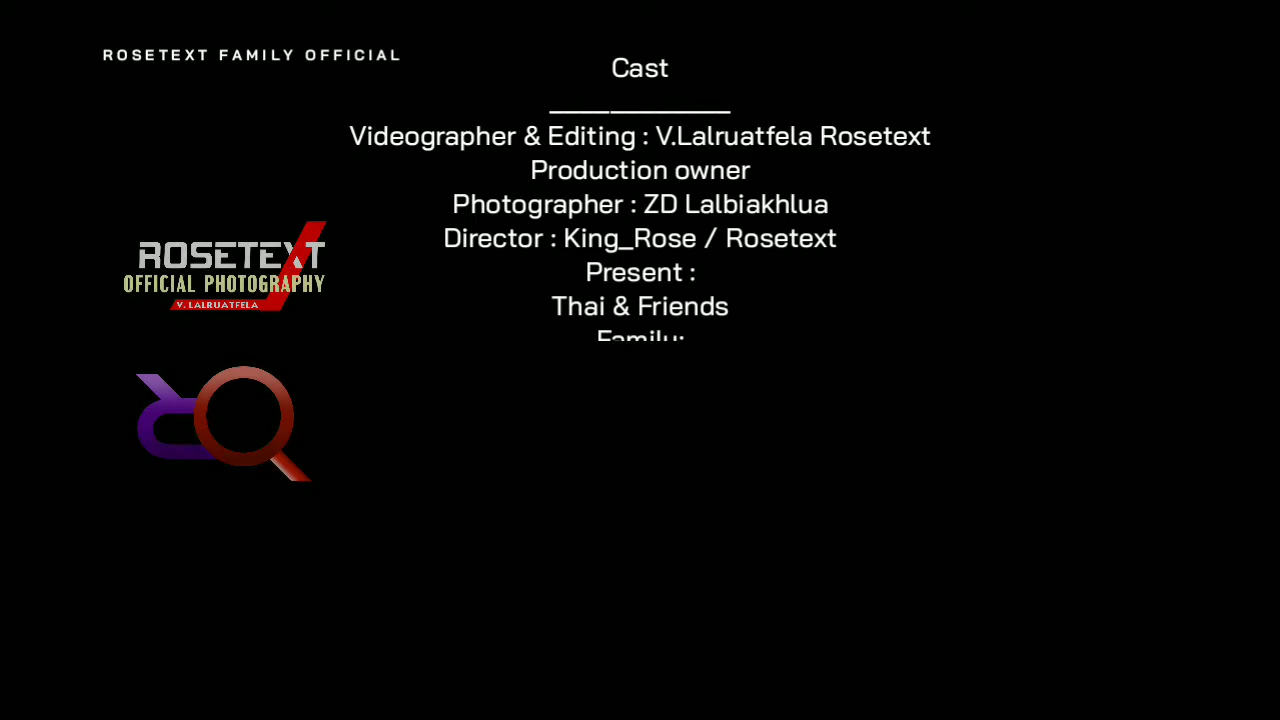 ROSETEXT FAMILY OFFICIAL
Cast
Videographer & Editing : V.Lalruatfela Rosetext
Production owner
Photographer : ZD Lalbiakhlua
Director : King_Rose / Rosetext
Present :
Thai & Friends
Family:
ROSETEXT
OFFICIAL PHOTOGRAPHY
V. LALRUATFELA